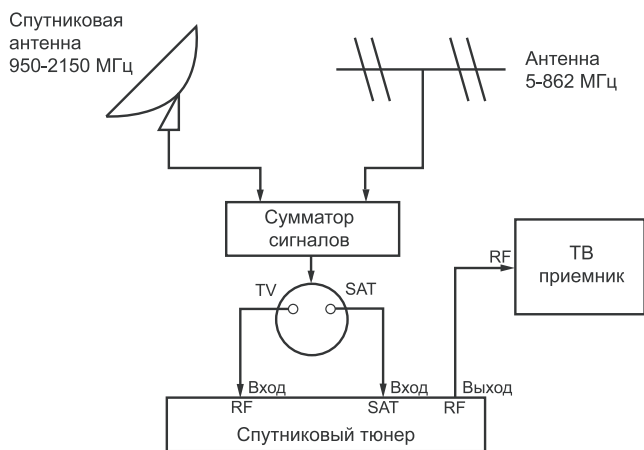 Спутниковая
антенна
950-2150 МГц
Антенна
5-862 МГц
Сумматор
сигналов
ТВ
приемник
RF
TV
SAT
Вход
Вход
Выход
RF
SAT
RF
Спутниковый тюнер